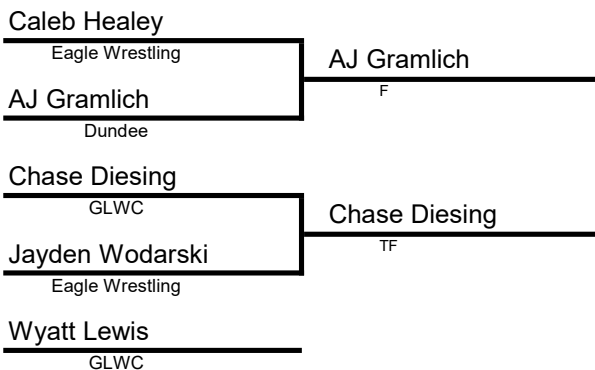 Caleb Healey
Eagle Wrestling
AJ Gramlich
F
AJ Gramlich
Dundee
Chase Diesing
GLWC
Chase Diesing
TF
Jayden Wodarski
Eagle Wrestling
Wyatt Lewis
GLWC